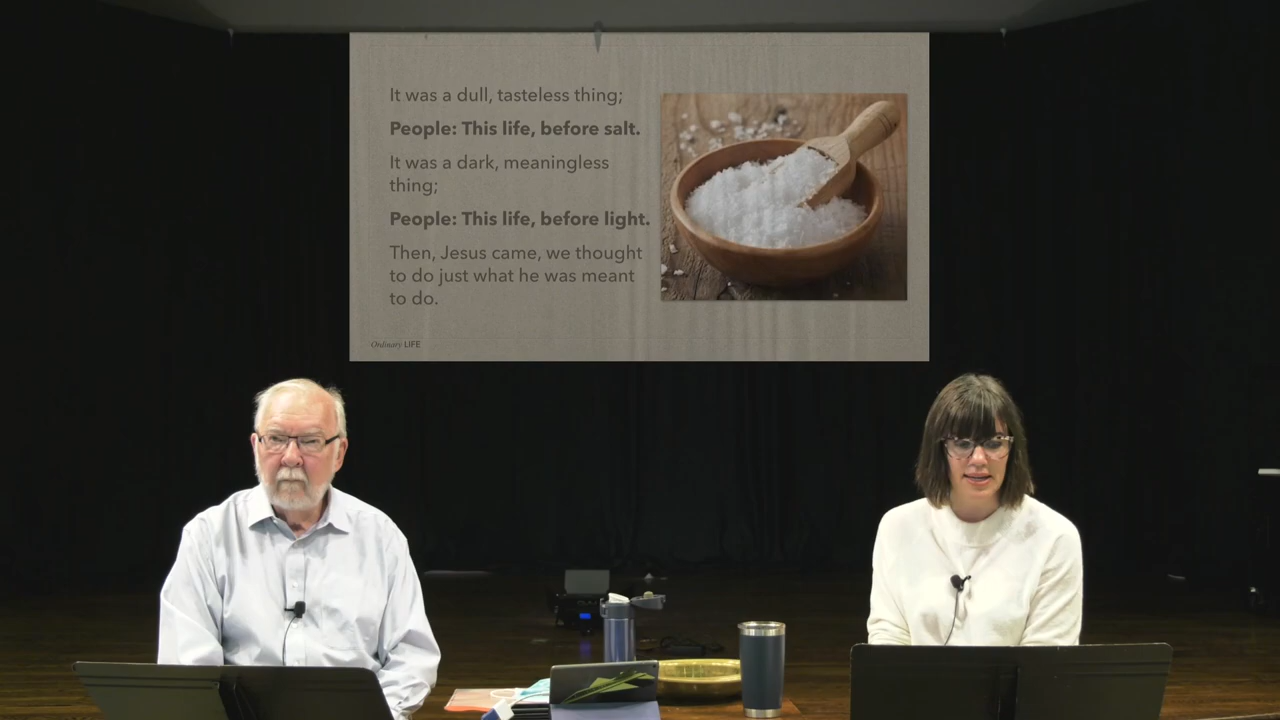 It was a dull, tasteless thing;
People: This life, before salt.
It was a dark, meaningless
thing;
People: This life, before light.
Then, Jesus came, we thought
to do just what he was meant
to do.
Ordinary LIFE